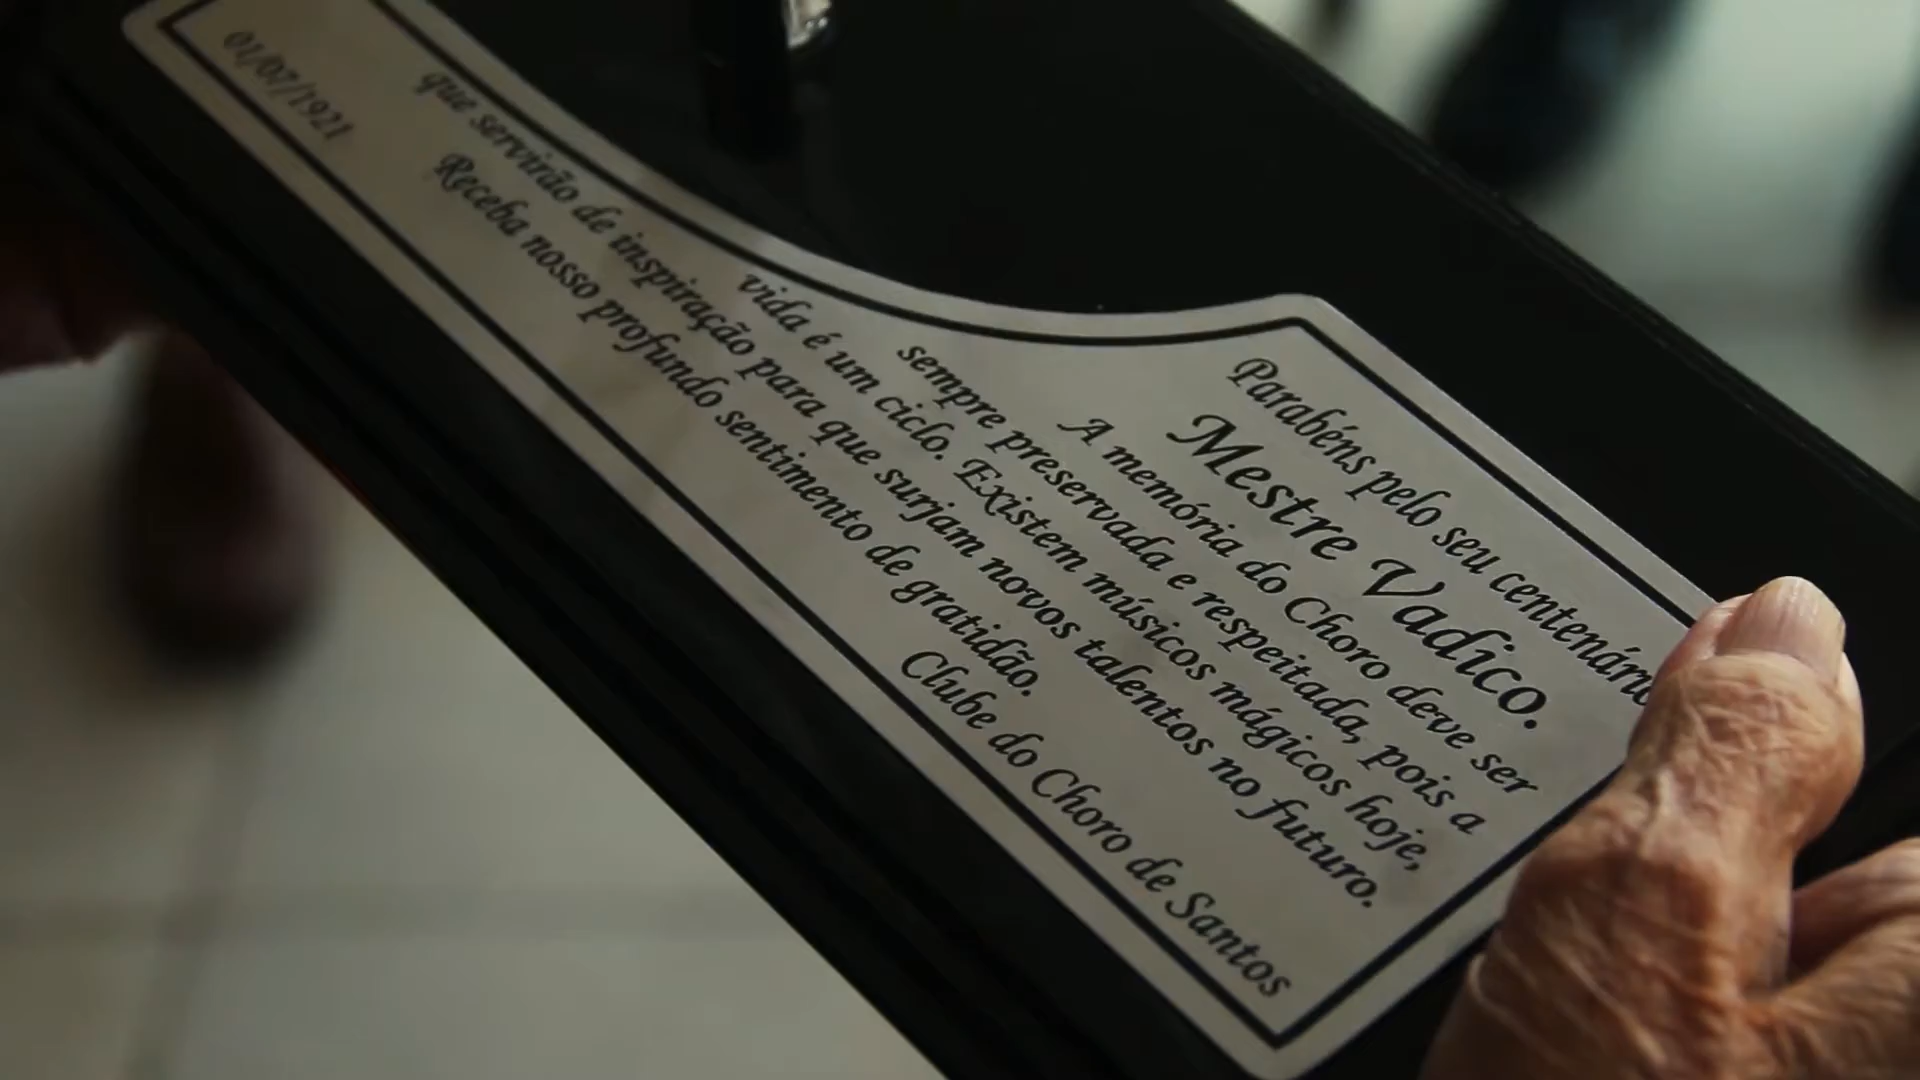 Parabéns pelo seu centenário
Mestre Vadico.
A memória do Choro deve ser
sempre preservada e respeitada, pois a
vida é um ciclo. Existem músicos mágicos hoje,
que servirão de inspiração para que surjam novos talentos no futuro.
Receba nosso profundo sentimento de gratidão.
Clube do Choro de Santos
01/07/1921